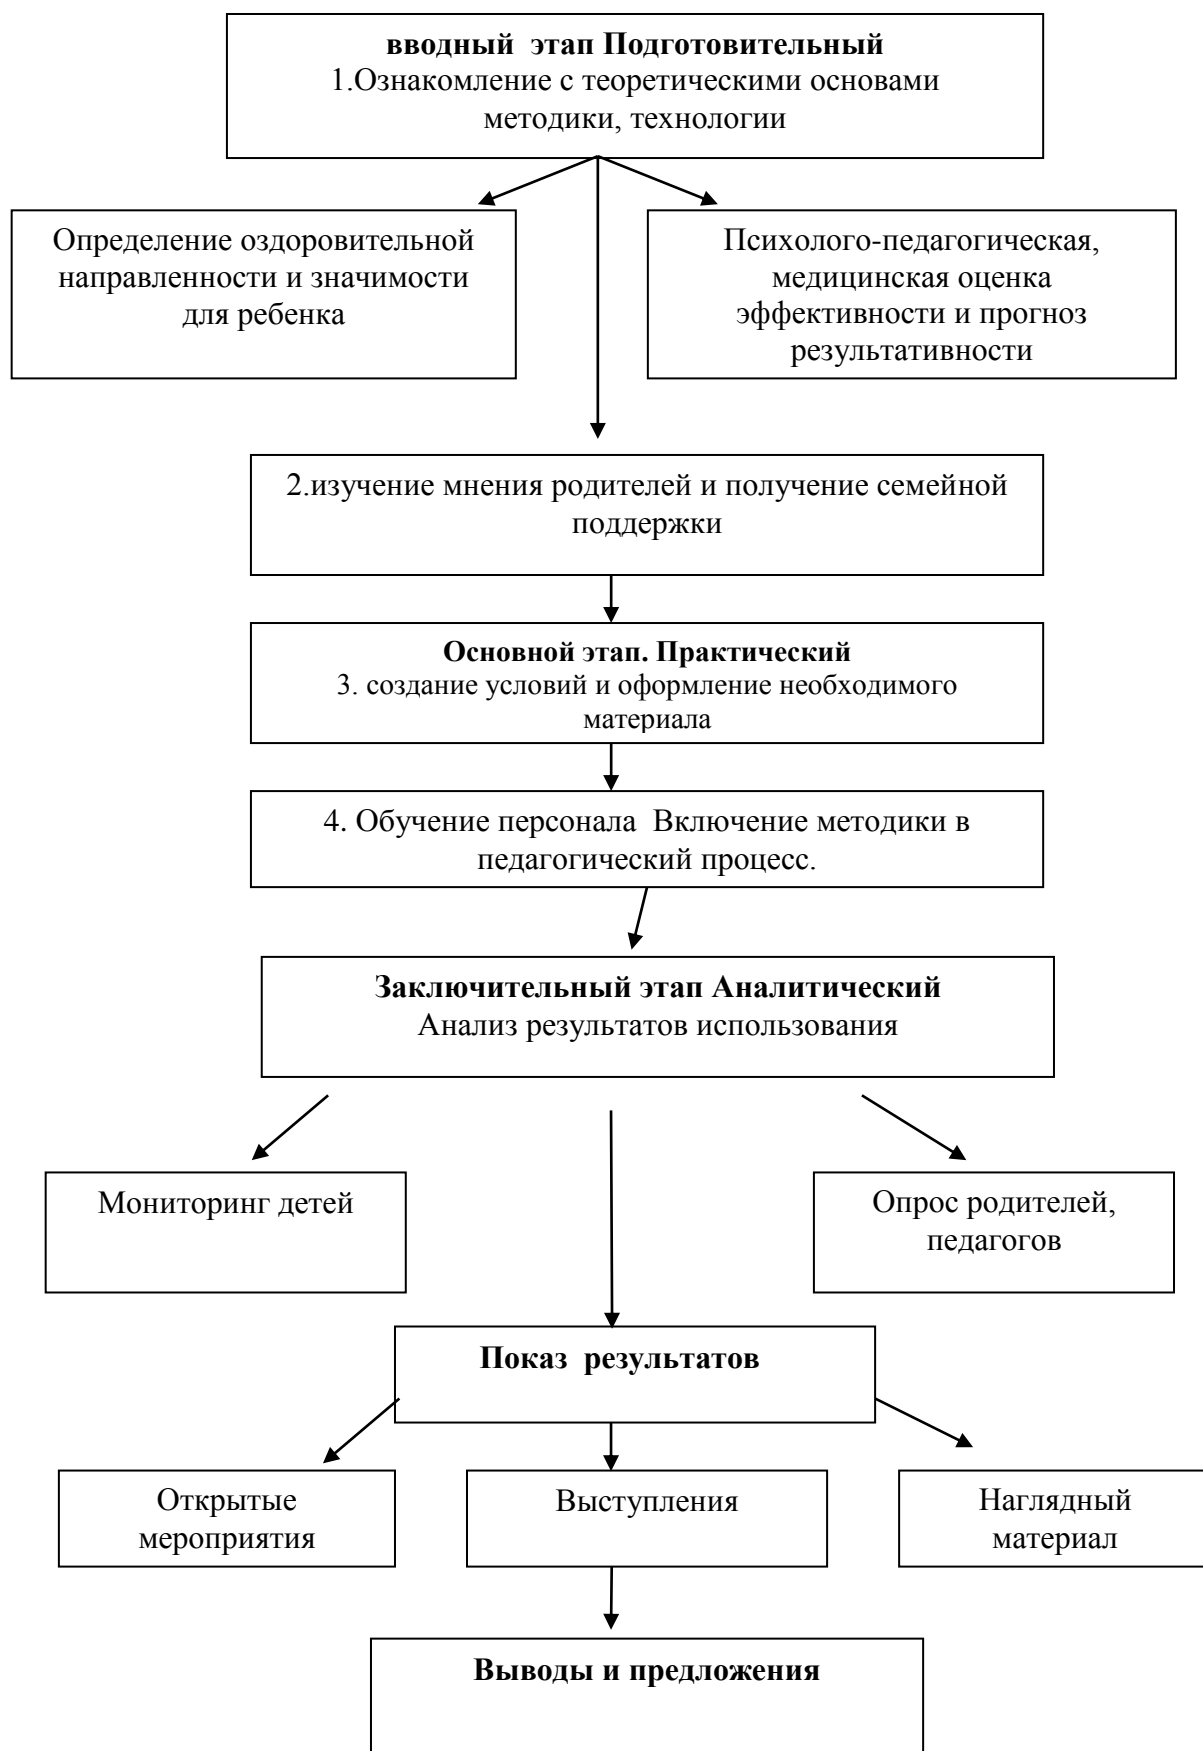 вводный  этап Подготовительный
1.Ознакомление с теоретическими основами
методики, технологии
Определение оздоровительной
направленности и значимости
для ребенка
Психолого-педагогическая,
медицинская оценка
эффективности и прогноз
результативности
2.изучение мнения родителей и получение семейной
поддержки
Основной этап. Практический
3. создание условий и оформление необходимого
материала
4. Обучение персонала  Включение методики в
педагогический процесс.
Заключительный этап Аналитический
Анализ результатов использования
Мониторинг детей
Опрос родителей,
педагогов
Показ  результатов
Открытые
мероприятия
Выступления
Наглядный
материал
Выводы и предложения